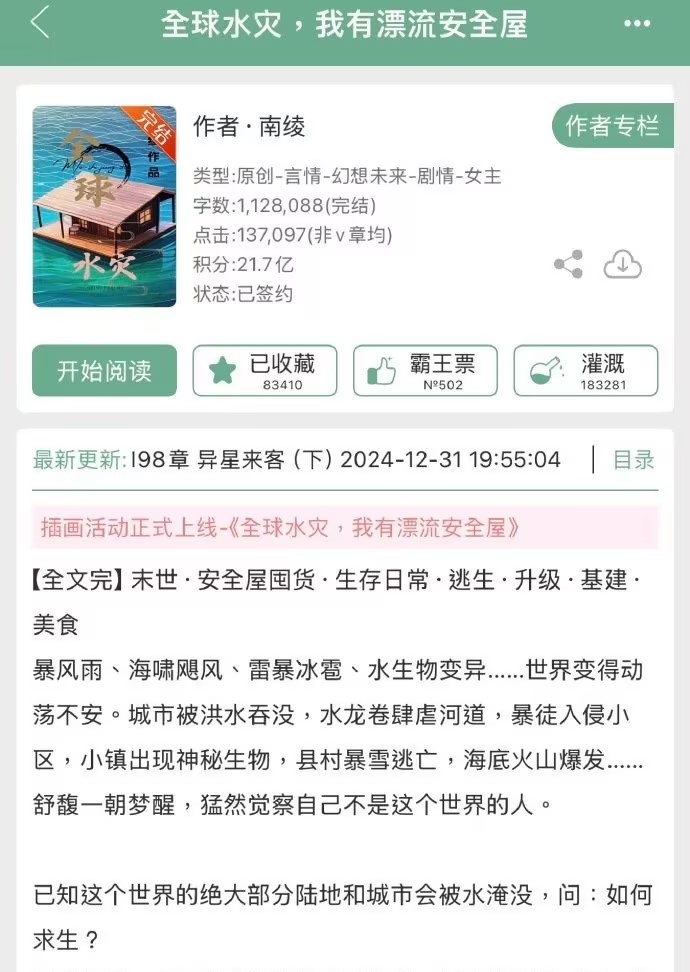 全球水灾，我有漂流安全屋
完结
作品
全
球
水灾
作者·南绫
作者专栏
类型:原创-言情-幻想未来-剧情-女主
字数:1,128,088(完结)
点击:137,097(非v章均)
积分:21.7亿
状态:已签约
开始阅读
已收藏
83410
霸王票
№502
灌溉
183281
最新更新:198章 异星来客（下）2024-12-31 19:55:04
目录
插画活动正式上线-《全球水灾，我有漂流安全屋》
【全文完】末世·安全屋囤货·生存日常·逃生·升级·基建·
美食
暴风雨、海啸飓风、雷暴冰雹、水生物变异……世界变得动
荡不安。城市被洪水吞没，水龙卷肆虐河道，暴徒入侵小
区，小镇出现神秘生物，县村暴雪逃亡，海底火山爆发……
舒馥一朝梦醒，猛然觉察自己不是这个世界的人。
已知这个世界的绝大部分陆地和城市会被水淹没，问：如何
求生？